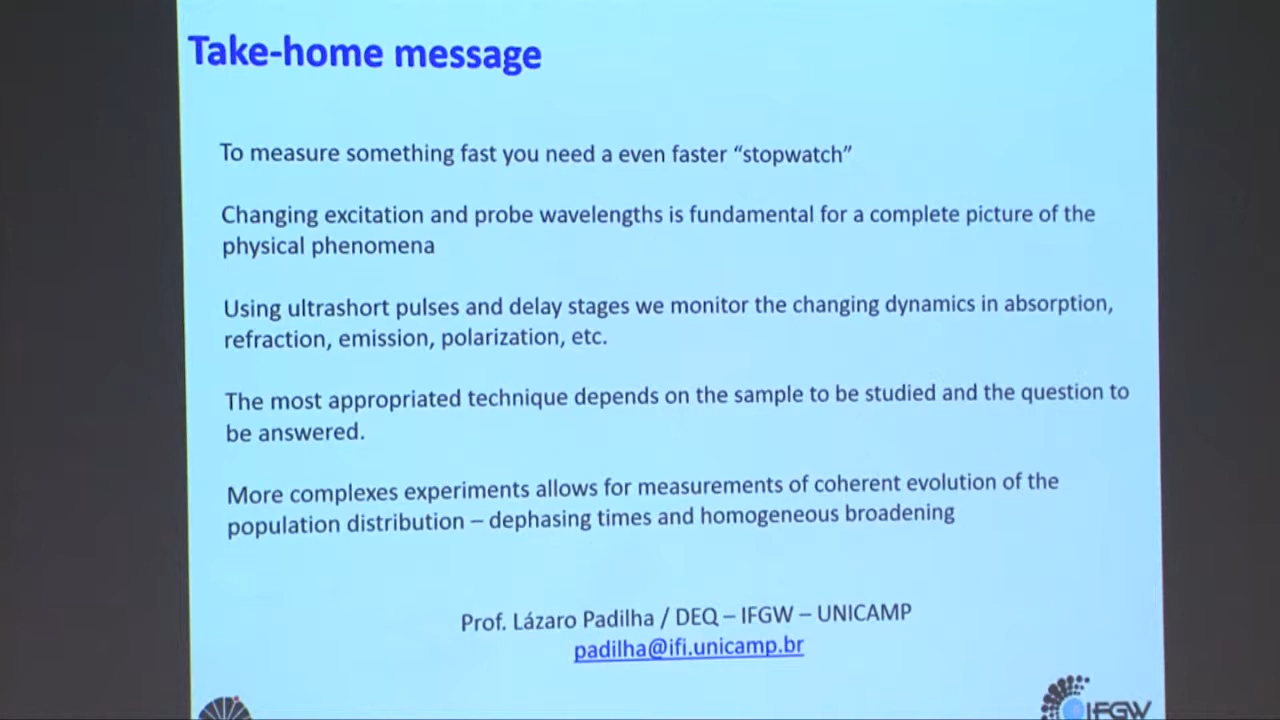 Take-home message
To measure something fast you need a even faster “stopwatch”
Changing excitation and probe wavelengths is fundamental for a complete picture of the
physical phenomena
Using ultrashort pulses and delay stages we monitor the changing dynamics in absorption,
refraction, emission, polarization, etc.
The most appropriated technique depends on the sample to be studied and the question to
be answered.
More complexes experiments allows for measurements of coherent evolution of the
population distribution – dephasing times and homogeneous broadening
Prof. Lázaro Padilha / DEQ – IFGW – UNICAMP
padilha@ifi.unicamp.br
IFGW